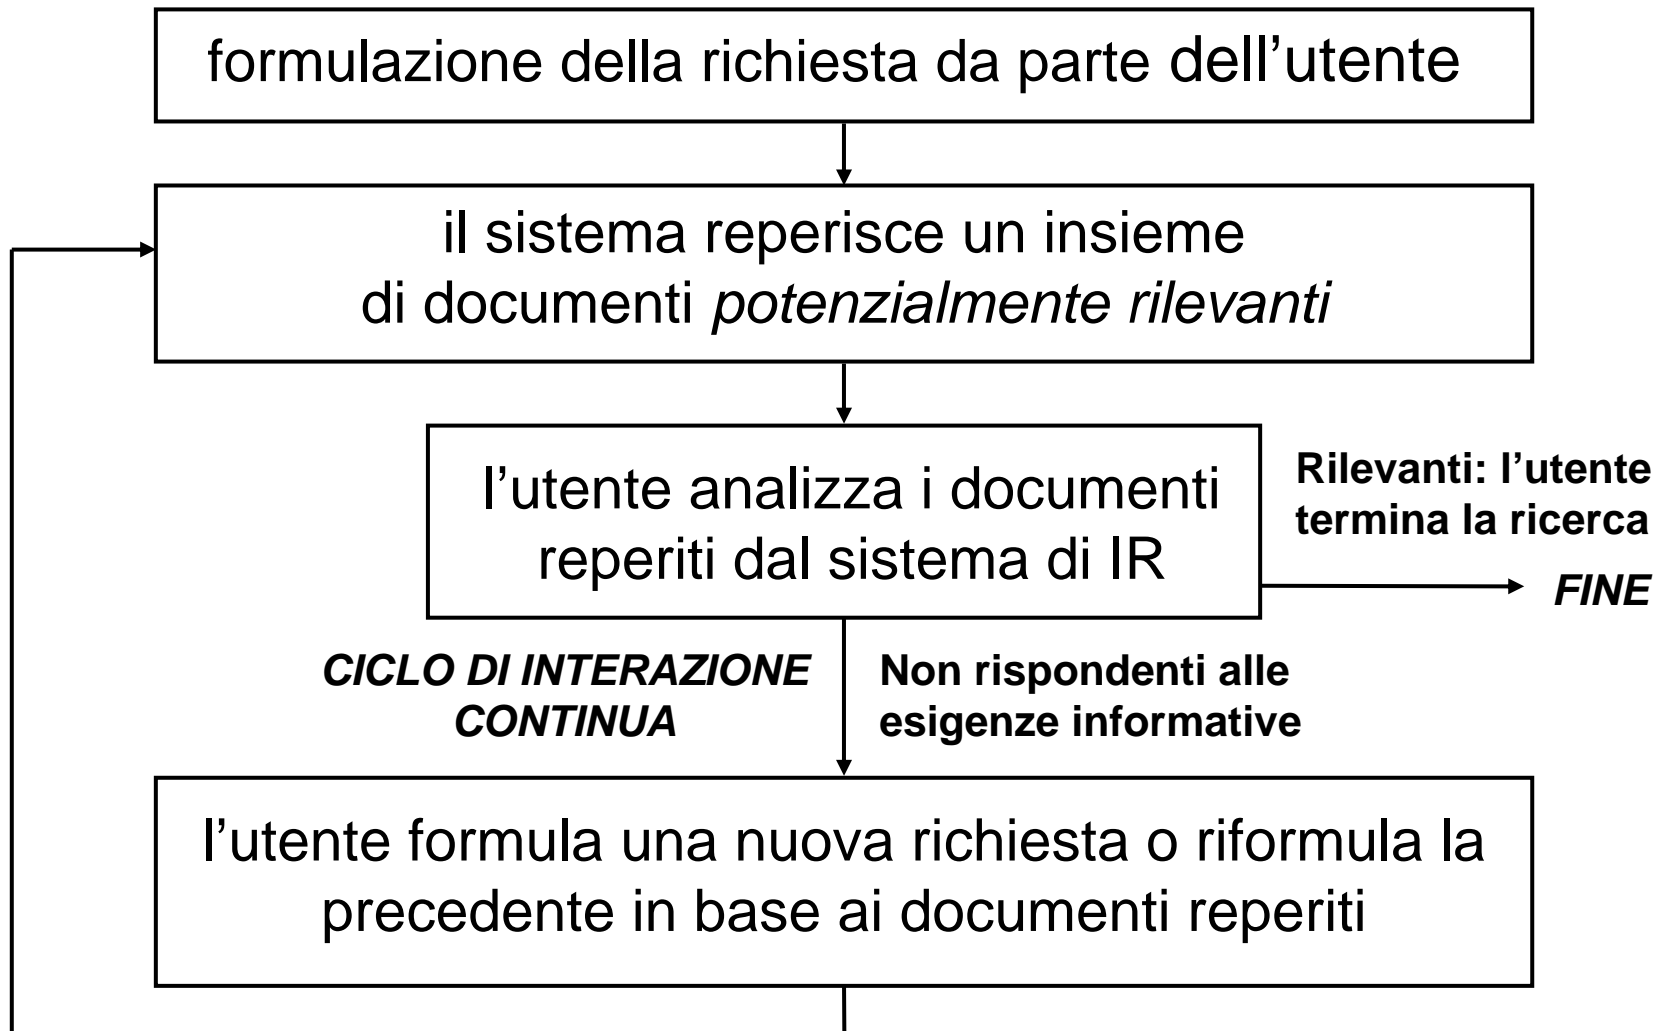 formulazione della richiesta da parte dell’utente
il sistema reperisce un insieme
di documenti potenzialmente rilevanti
l’utente analizza i documenti
reperiti dal sistema di IR
Rilevanti: l’utente
termina la ricerca
FINE
CICLO DI INTERAZIONE
CONTINUA
Non rispondenti alle
esigenze informative
l’utente formula una nuova richiesta o riformula la
precedente in base ai documenti reperiti